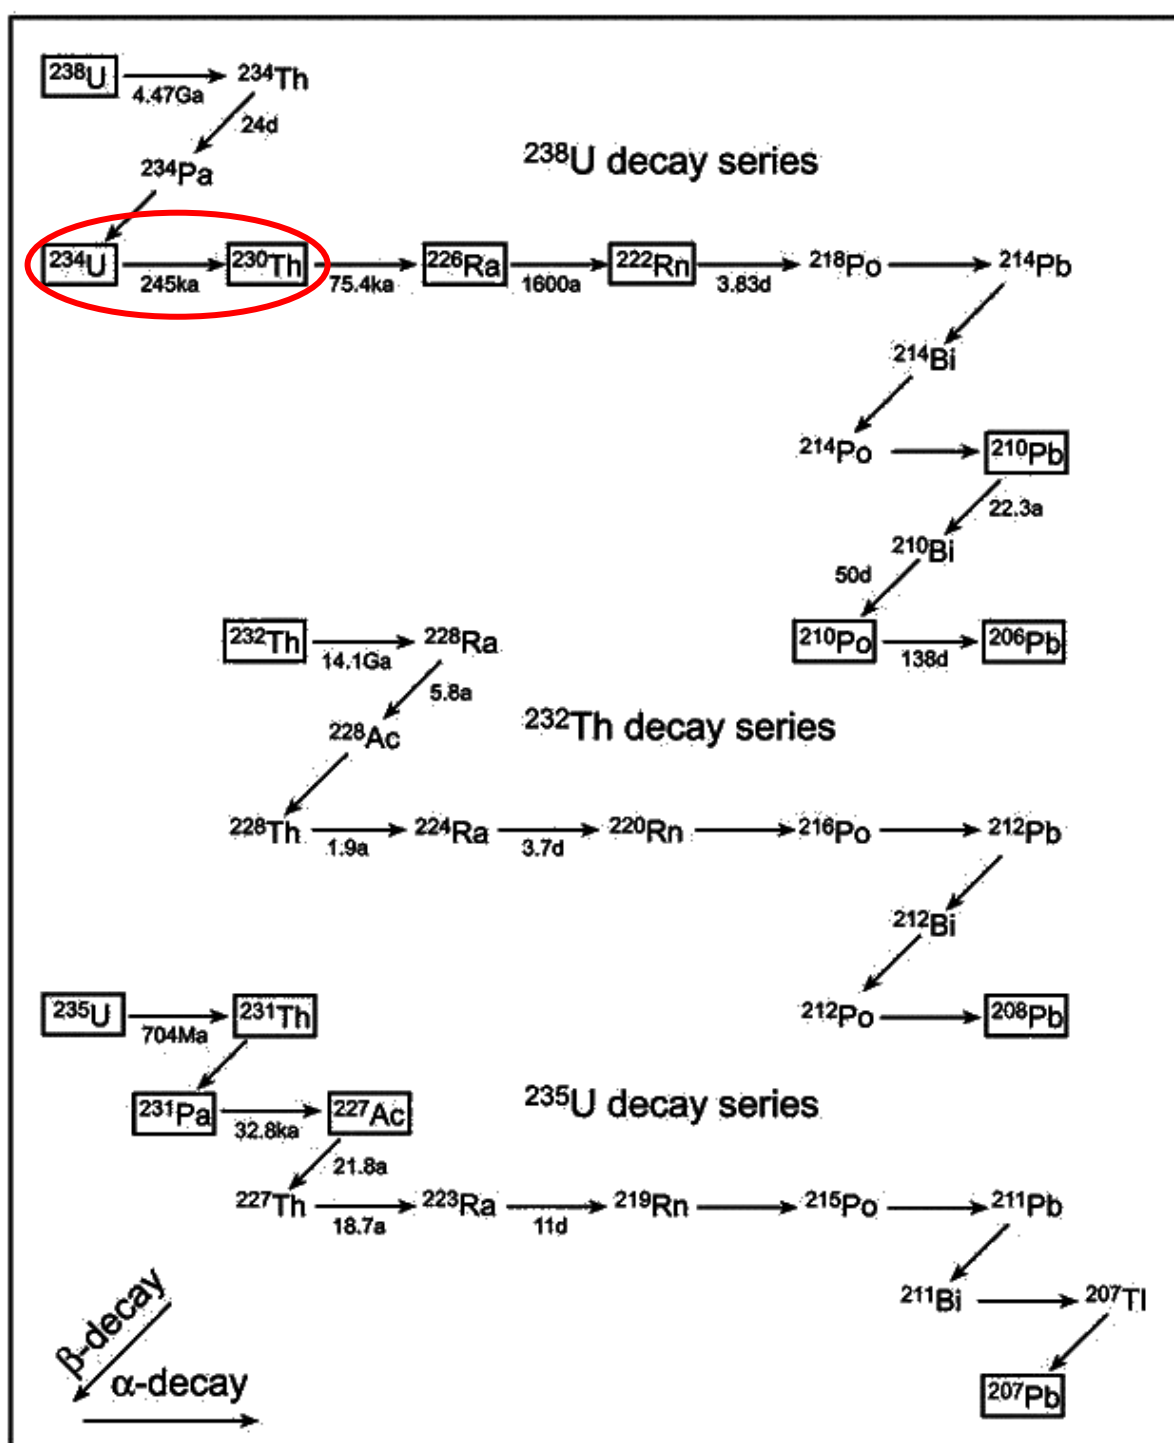 ²³⁸U 4.47Ga ²³⁴Th
24d
²³⁴Pa
²³⁸U decay series
²³⁴U 245ka ²³⁰Th 75.4ka ²²⁶Ra 1600a ²²²Rn 3.83d ²¹⁸Po ²¹⁴Pb
²¹⁴Bi
²¹⁴Po ²¹⁰Pb
22.3a
²¹⁰Bi
50d
²¹⁰Po 138d ²⁰⁶Pb
²³²Th 14.1Ga ²²⁸Ra
5.8a
²²⁸Ac
²³²Th decay series
²²⁸Th 1.9a ²²⁴Ra 3.7d ²²⁰Rn ²¹⁶Po ²¹²Pb
²¹²Bi
²¹²Po ²⁰⁸Pb
²³⁵U 704Ma ²³¹Th
²³⁵U decay series
²³¹Pa 32.8ka ²²⁷Ac
21.8a
²²⁷Th 18.7a ²²³Ra 11d ²¹⁹Rn ²¹⁵Po ²¹¹Pb
²¹¹Bi ²⁰⁷Tl
²⁰⁷Pb
β-decay
α-decay